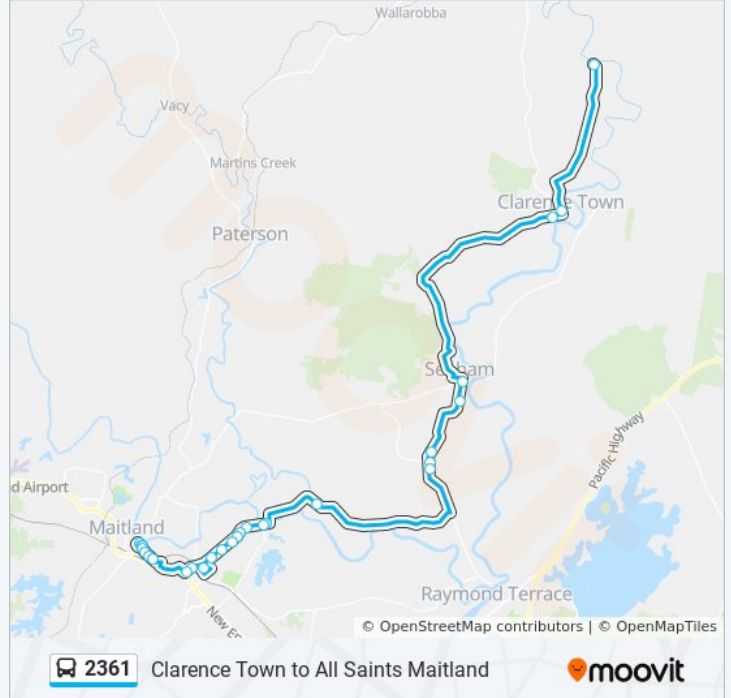 Wallarobba
Vacy
Martins Creek
Clarence Town
Paterson
Seaham
Pacific Highway
d Airport
Maitland
Raymond Terrace
New En
© OpenStreetMap contributors | © OpenMapTiles
2361 Clarence Town to All Saints Maitland
moovit